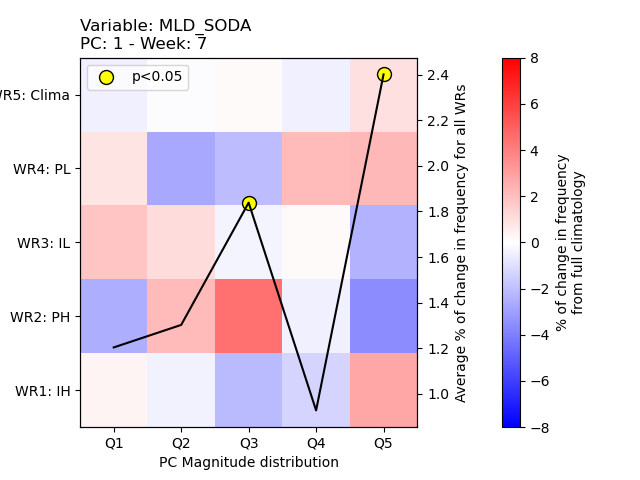 Variable: MLD_SODA
PC: 1 - Week: 7
p<0.05
WR5: Clima
WR4: PL
WR3: IL
WR2: PH
WR1: IH
Q1 Q2 Q3 Q4 Q5
PC Magnitude distribution
2.4
2.2
2.0
1.8
1.6
1.4
1.2
1.0
Average % of change in frequency for all WRs
8
6
4
2
0
−2
−4
−6
−8
% of change in frequency
from full climatology